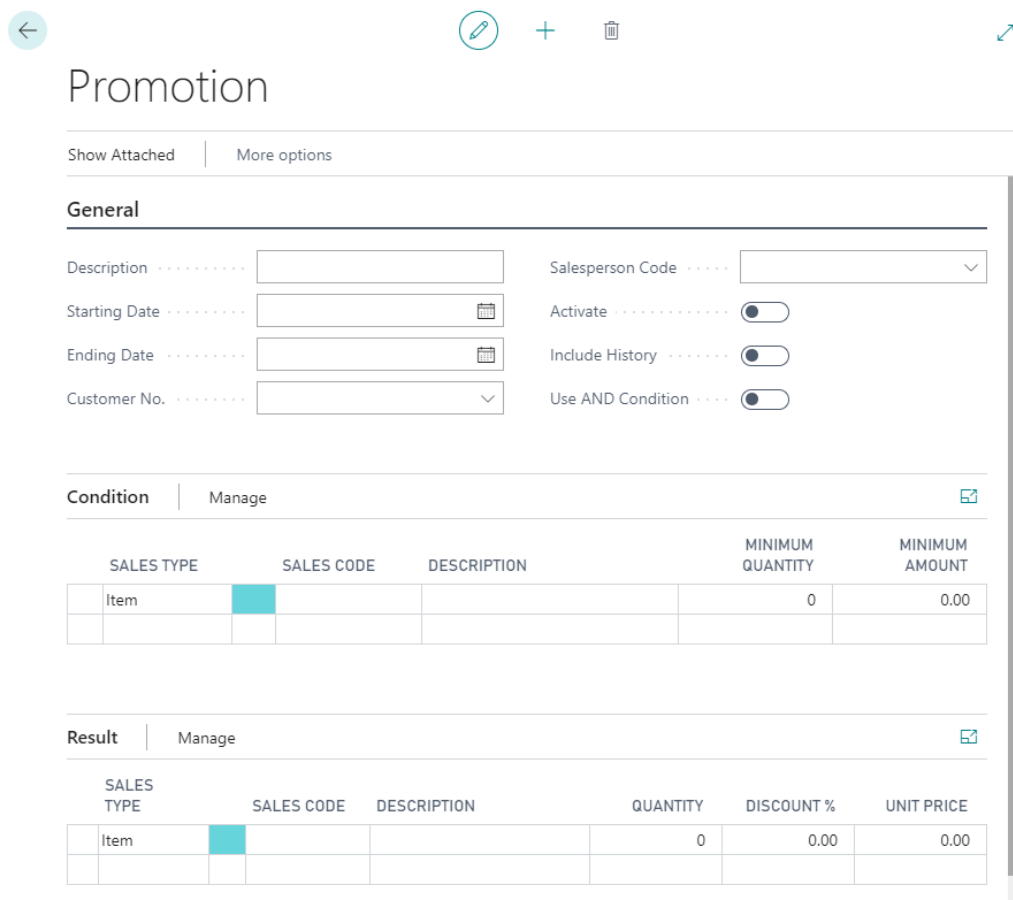 Promotion
Show Attached More options
General
Description Salesperson Code
Starting Date Activate
Ending Date Include History
Customer No. Use AND Condition
Condition Manage
MINIMUM MINIMUM
SALES TYPE SALES CODE DESCRIPTION QUANTITY AMOUNT
Item 0 0.00
Result Manage
SALES
TYPE SALES CODE DESCRIPTION QUANTITY DISCOUNT % UNIT PRICE
Item 0 0.00 0.00